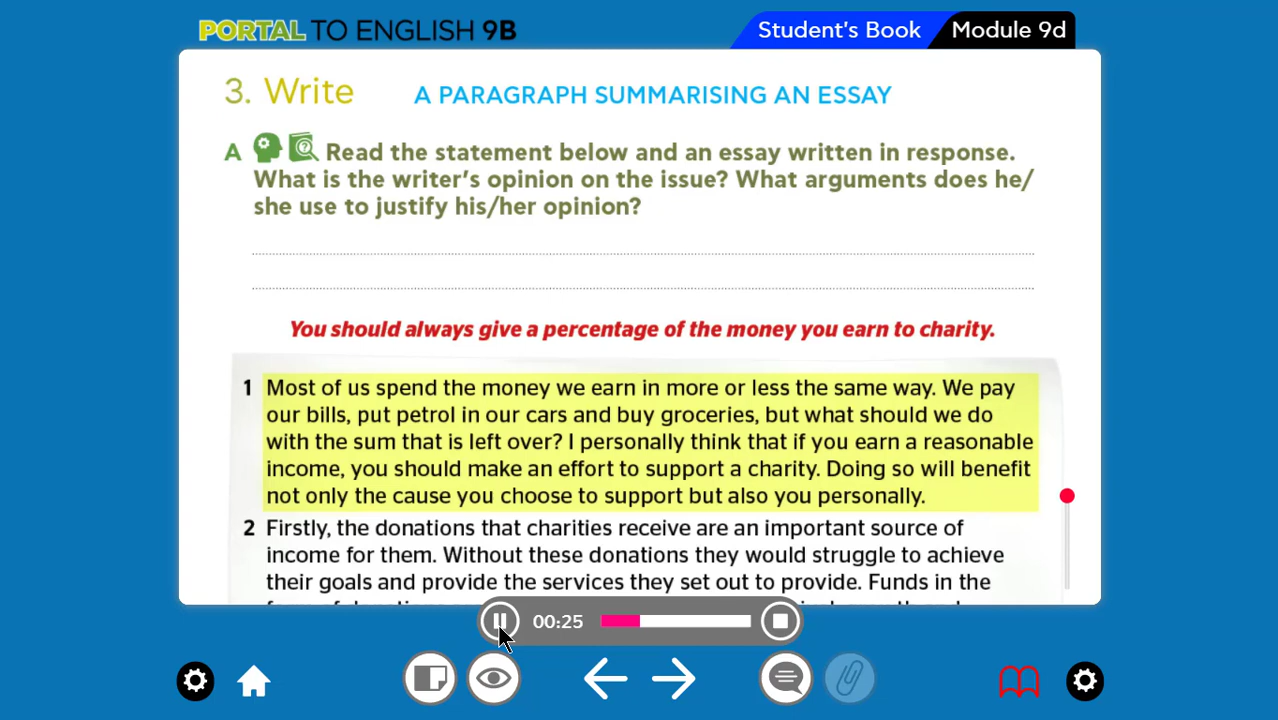 PORTAL TO ENGLISH 9B
Student's Book
Module 9d
3. Write
A PARAGRAPH SUMMARISING AN ESSAY
A Read the statement below and an essay written in response.
What is the writer's opinion on the issue? What arguments does he/
she use to justify his/her opinion?
You should always give a percentage of the money you earn to charity.
1 Most of us spend the money we earn in more or less the same way. We pay
our bills, put petrol in our cars and buy groceries, but what should we do
with the sum that is left over? I personally think that if you earn a reasonable
income, you should make an effort to support a charity. Doing so will benefit
not only the cause you choose to support but also you personally.
2 Firstly, the donations that charities receive are an important source of
income for them. Without these donations they would struggle to achieve
their goals and provide the services they set out to provide. Funds in the
00:25